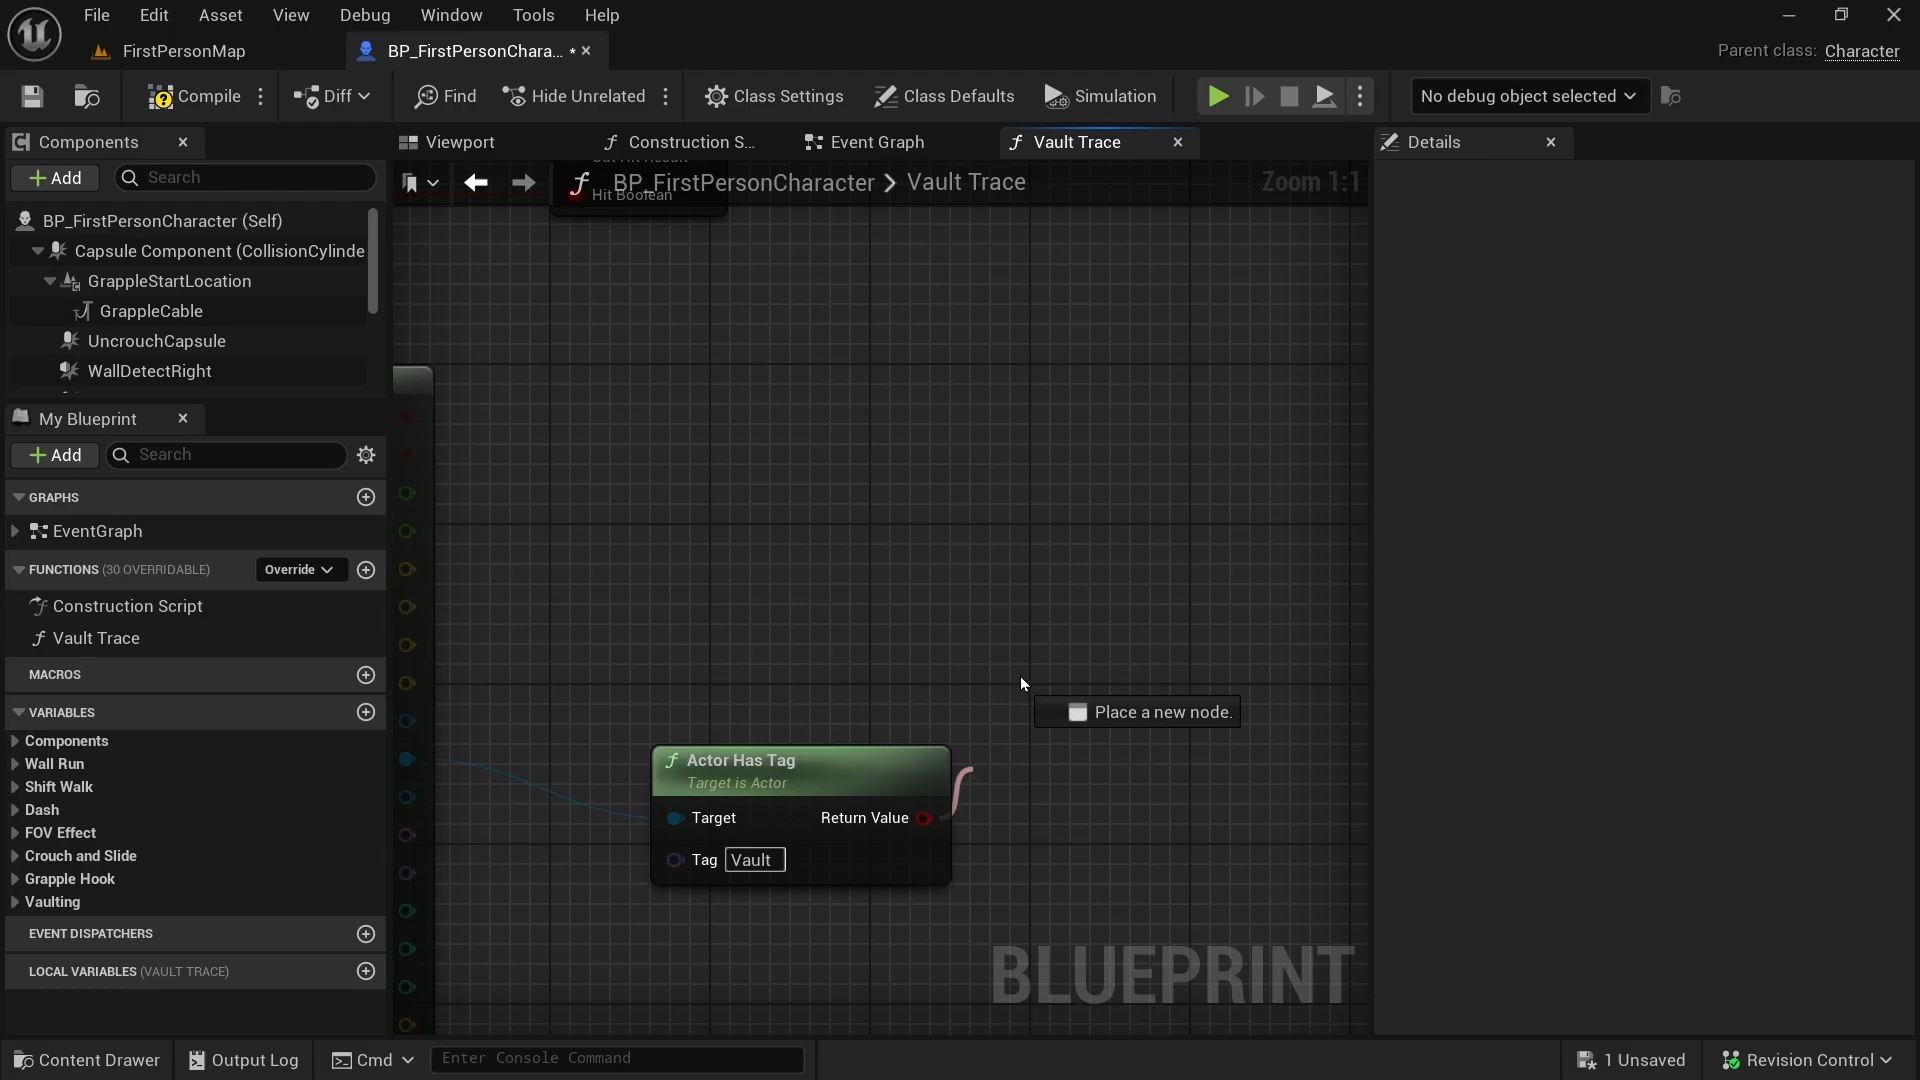 File Edit Asset View Debug Window Tools Help
FirstPersonMap
BP_FirstPersonChara... *
Parent class: Character
Compile
Diff
Find
Hide Unrelated
Class Settings
Class Defaults
Simulation
No debug object selected
Components
Viewport
Construction S...
Event Graph
Vault Trace
Details
Add
Search
BP_FirstPersonCharacter > Vault Trace
Zoom 1:1
Out Hit Result
Hit Boolean
BP_FirstPersonCharacter (Self)
Capsule Component (CollisionCylinde
GrappleStartLocation
GrappleCable
UncrouchCapsule
WallDetectRight
My Blueprint
Add
Search
GRAPHS
EventGraph
FUNCTIONS (30 OVERRIDABLE)
Override
Construction Script
Vault Trace
MACROS
VARIABLES
Components
Wall Run
Shift Walk
Dash
FOV Effect
Crouch and Slide
Grapple Hook
Vaulting
EVENT DISPATCHERS
LOCAL VARIABLES (VAULT TRACE)
Place a new node.
Actor Has Tag
Target is Actor
Target
Return Value
Tag
Vault
BLUEPRINT
Content Drawer
Output Log
Cmd
Enter Console Command
1 Unsaved
Revision Control